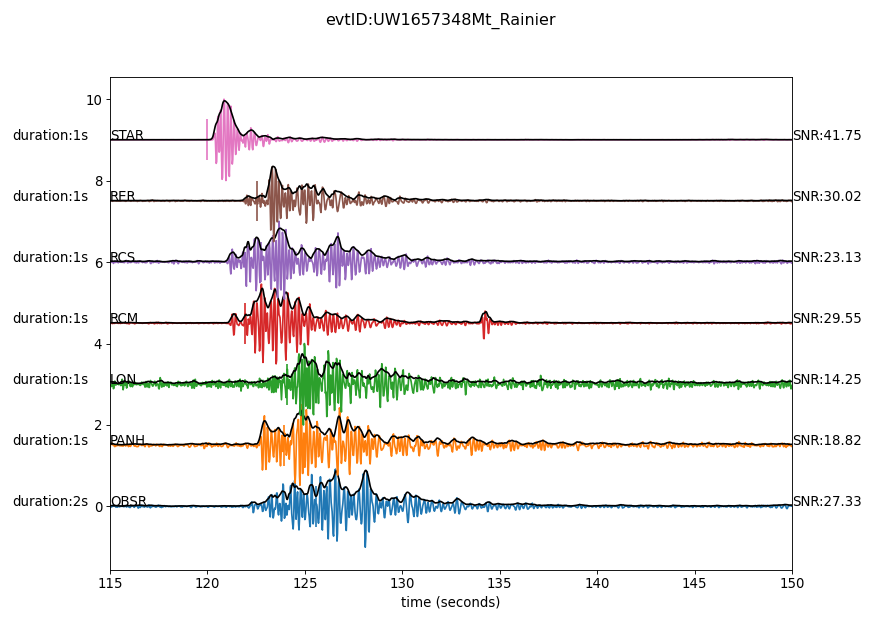 evtID:UW1657348Mt_Rainier
10
duration:1s STAR SNR:41.75
8
duration:1s RER SNR:30.02
duration:1s RCS SNR:23.13
6
duration:1s RCM SNR:29.55
4
duration:1s LON SNR:14.25
duration:1s PANH SNR:18.82
2
duration:2s OBSR SNR:27.33
0
115 120 125 130 135 140 145 150
time (seconds)